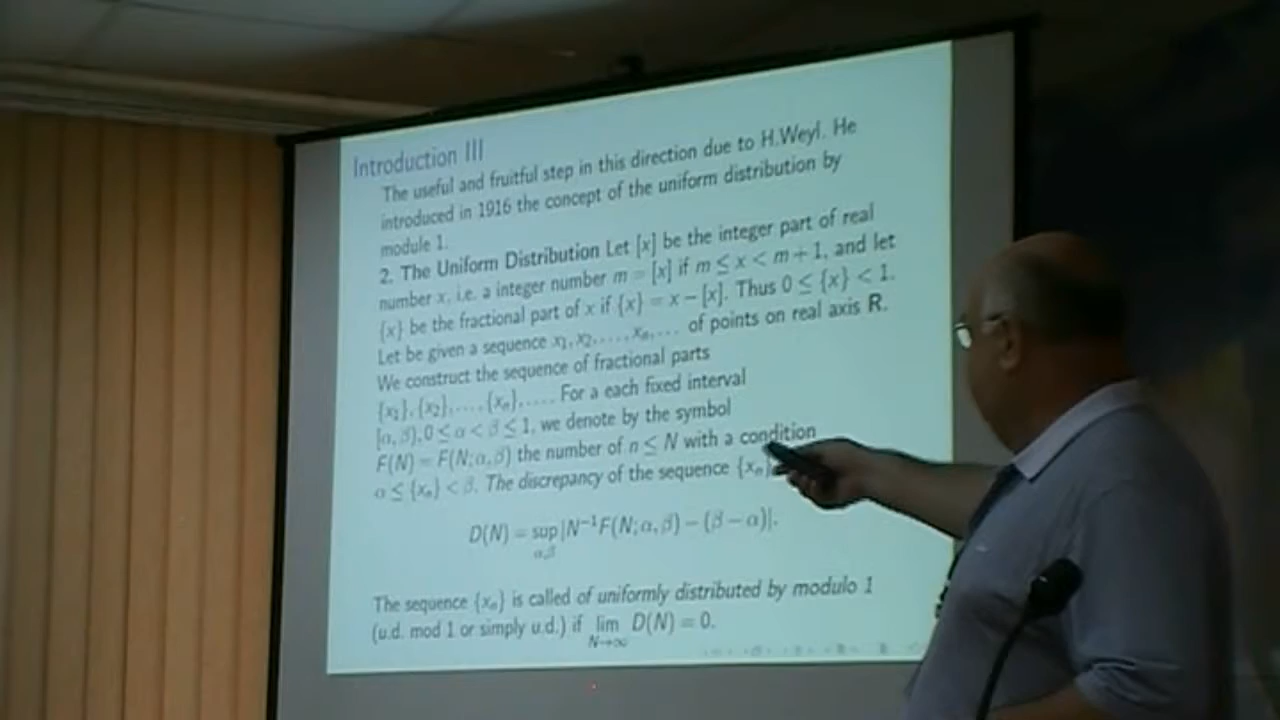 Introduction III
The useful and fruitful step in this direction due to H.Weyl. He
introduced in 1916 the concept of the uniform distribution by
module 1.
2. The Uniform Distribution Let [x] be the integer part of real
number x, i.e. a integer number m = [x] if m ≤ x < m + 1, and let
{x} be the fractional part of x if {x} = x − [x]. Thus 0 ≤ {x} < 1.
Let be given a sequence x₁, x₂, . . . , xₙ, . . . of points on real axis R.
We construct the sequence of fractional parts
{x₁}, {x₂}, . . . , {xₙ}, . . . . For a each fixed interval
[α, β), 0 ≤ α < β ≤ 1, we denote by the symbol
F(N) = F(N; α, β) the number of n ≤ N with a condition
α ≤ {xₙ} < β. The discrepancy of the sequence {xₙ}
D(N) = sup |N⁻¹F(N; α, β) − (β − α)|.
α,β
The sequence {xₙ} is called of uniformly distributed by modulo 1
(u.d. mod 1 or simply u.d.) if lim D(N) = 0.
N→∞